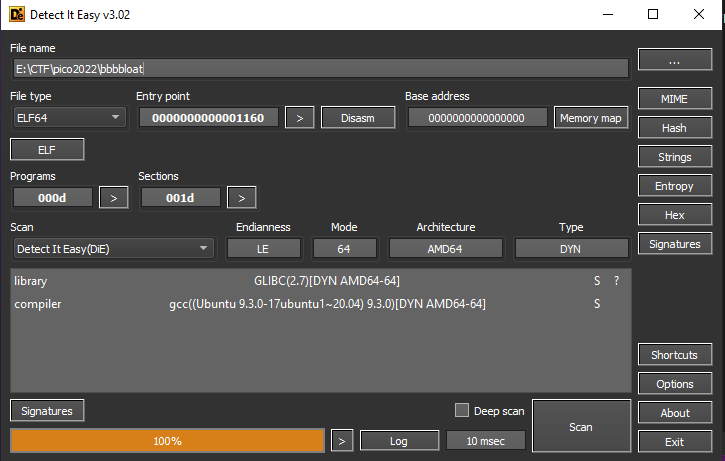 Detect It Easy v3.02
File name
E:\CTF\pico2022\bbbbloat
...
File type Entry point Base address
ELF64 0000000000001160 > Disasm 0000000000000000 Memory map
MIME
ELF
Hash
Programs Sections
Strings
000d > 001d >
Entropy
Scan Endianness Mode Architecture Type
Hex
Detect It Easy(DiE) LE 64 AMD64 DYN
Signatures
library GLIBC(2.7)[DYN AMD64-64] S ?
compiler gcc((Ubuntu 9.3.0-17ubuntu1~20.04) 9.3.0)[DYN AMD64-64] S
Shortcuts
Options
Signatures Deep scan Scan
About
100% > Log 10 msec
Exit